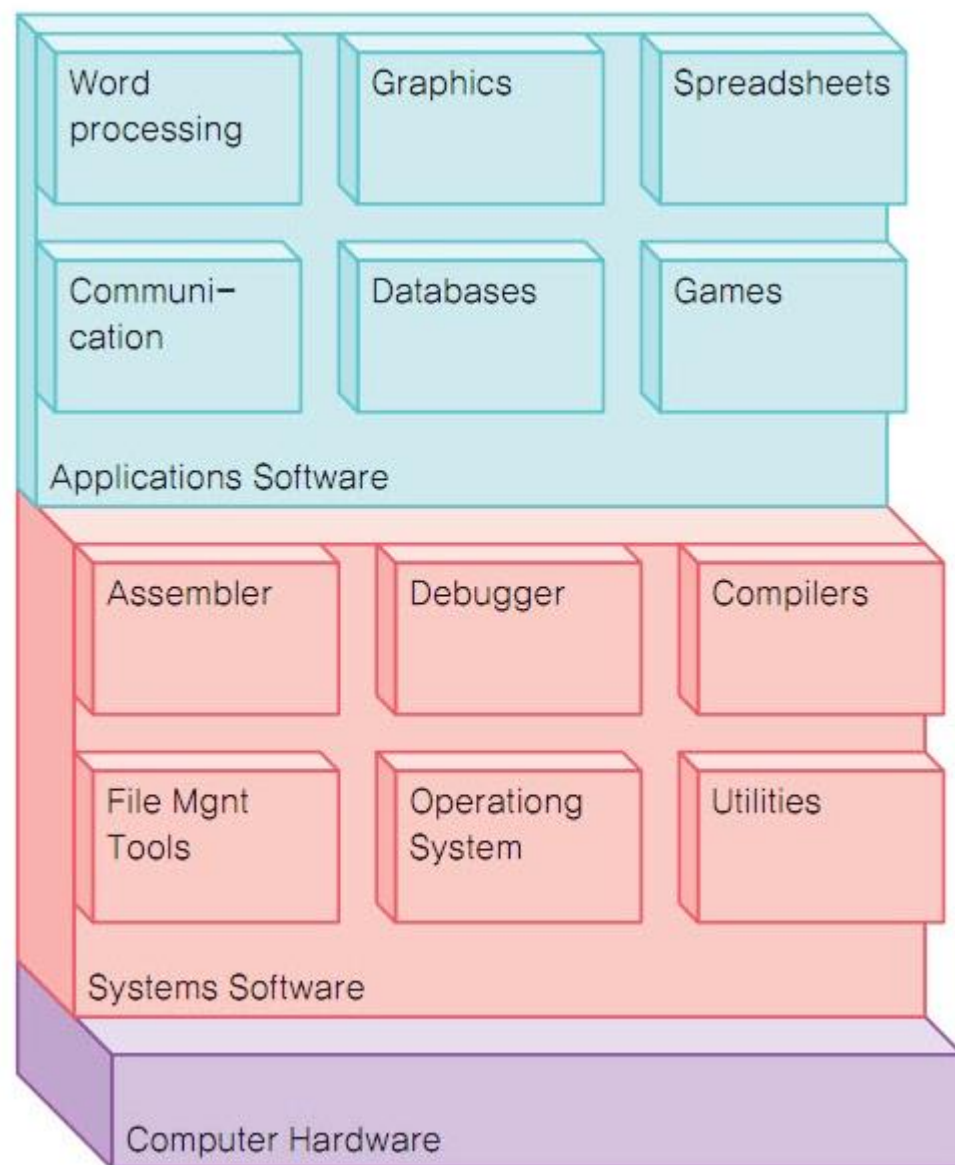 Word
processing
Graphics
Spreadsheets
Communi-
cation
Databases
Games
Applications Software
Assembler
Debugger
Compilers
File Mgnt
Tools
Operationg
System
Utilities
Systems Software
Computer Hardware